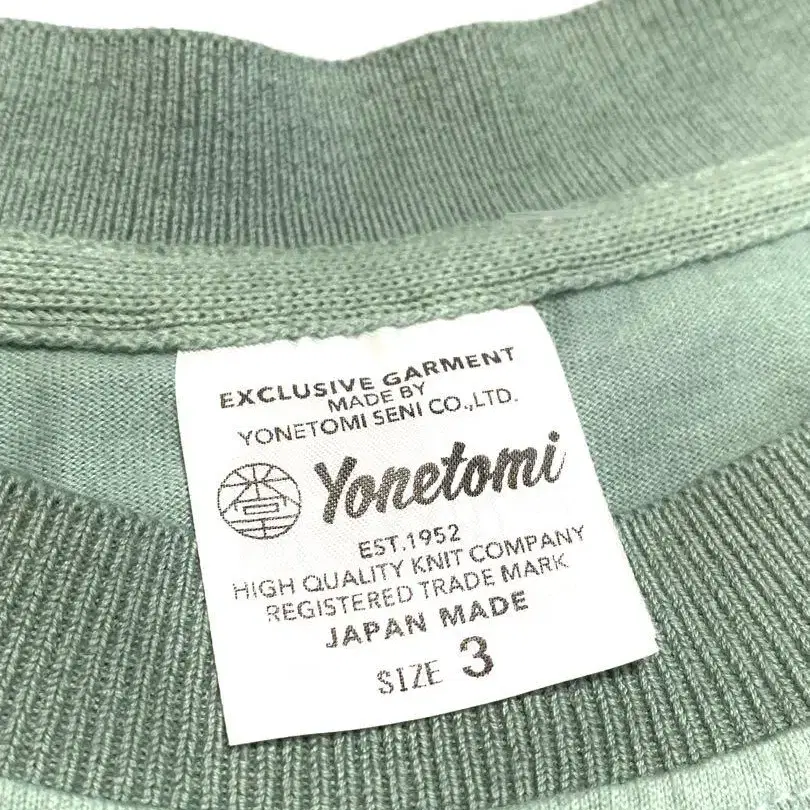 EXCLUSIVE GARMENT
MADE BY
YONETOMI SENI CO.,LTD.
Yonetomi
EST.1952
HIGH QUALITY KNIT COMPANY
REGISTERED TRADE MARK
JAPAN MADE
SIZE 3